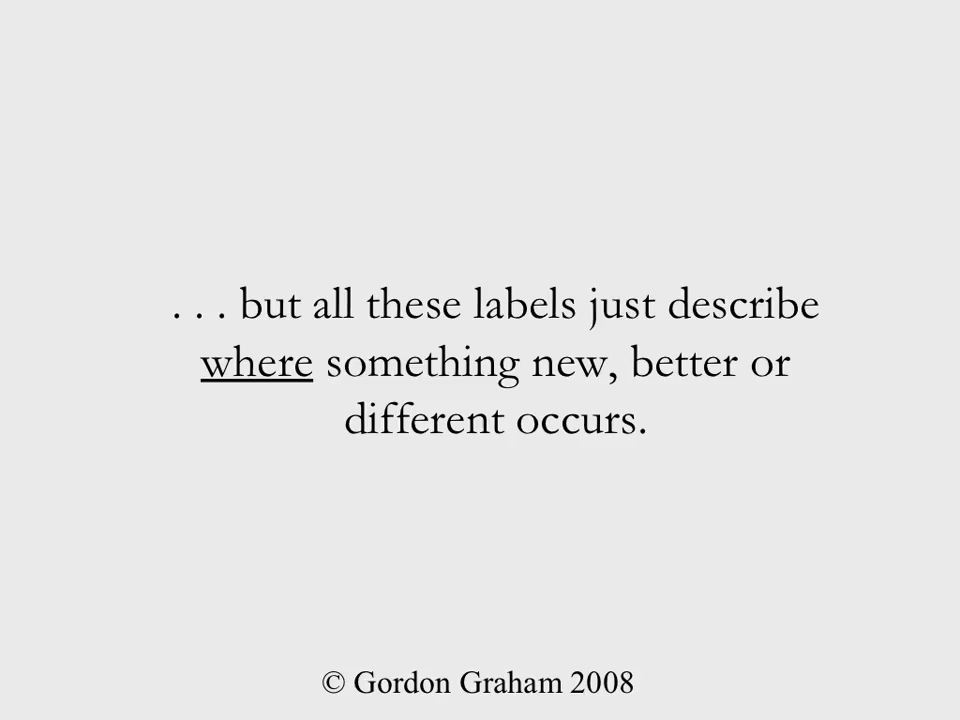 . . . but all these labels just describe
where something new, better or
different occurs.
© Gordon Graham 2008